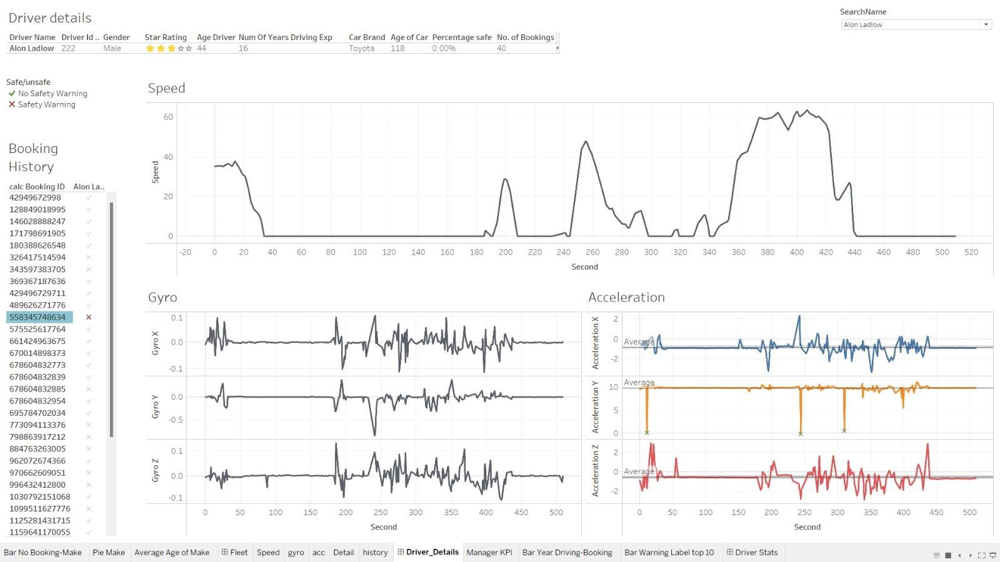 Driver details
SearchName
Alon Ladlow
Driver Name Driver Id .. Gender Star Rating Age Driver Num Of Years Driving Exp Car Brand Age of Car Percentage safe No. of Bookings
Alon Ladlow 222 Male 44 16 Toyota 118 0.00% 40
Safe/unsafe
No Safety Warning
Safety Warning
Booking
History
calc Booking ID Alon La..
42949672998
128849018995
146028888247
171798691905
180388626548
326417514594
343597383705
369367187636
429496729711
489626271776
558345748634
575525617764
661424963675
670014898373
678604832773
678604832839
678604832885
678604832954
695784702034
773094113376
798863917212
884763263005
962072674366
970662609051
996432412800
1030792151068
1099511627776
1125281431715
1159641170055
Speed
Speed
60
40
20
0
-20 0 20 40 60 80 100 120 140 160 180 200 220 240 260 280 300 320 340 360 380 400 420 440 460 480 500 520
Second
Gyro
Gyro X
0.1
0.0
-0.1
Gyro Y
0.0
-0.5
Gyro Z
0.1
0.0
-0.1
0 50 100 150 200 250 300 350 400 450 500
Second
Acceleration
Acceleration X
2
0
-2
Average
Acceleration Y
10
5
0
Average
Acceleration Z
2
0
-2
Average
0 50 100 150 200 250 300 350 400 450 500
Second
Bar No Booking-Make Pie Make Average Age of Make Fleet Speed gyro acc Detail history Driver_Details Manager KPI Bar Year Driving-Booking Bar Warning Label top 10 Driver Stats